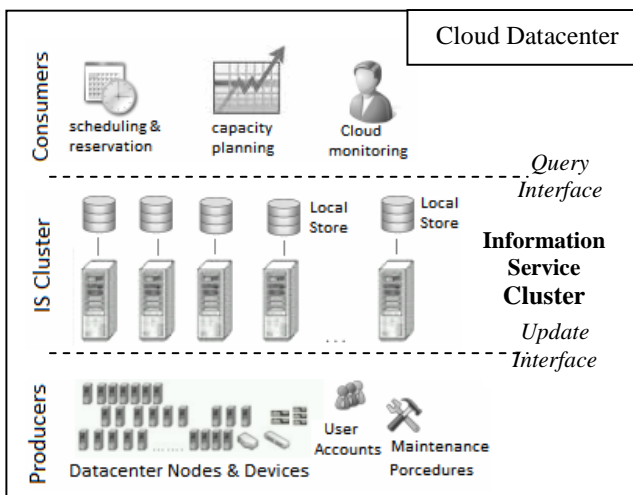 Cloud Datacenter
Consumers
scheduling &
reservation
capacity
planning
Cloud
monitoring
Query
Interface
IS Cluster
Local
Store
Local
Store
Information
Service
Cluster
...
Update
Interface
Producers
User
Accounts
Maintenance
Porcedures
Datacenter Nodes & Devices